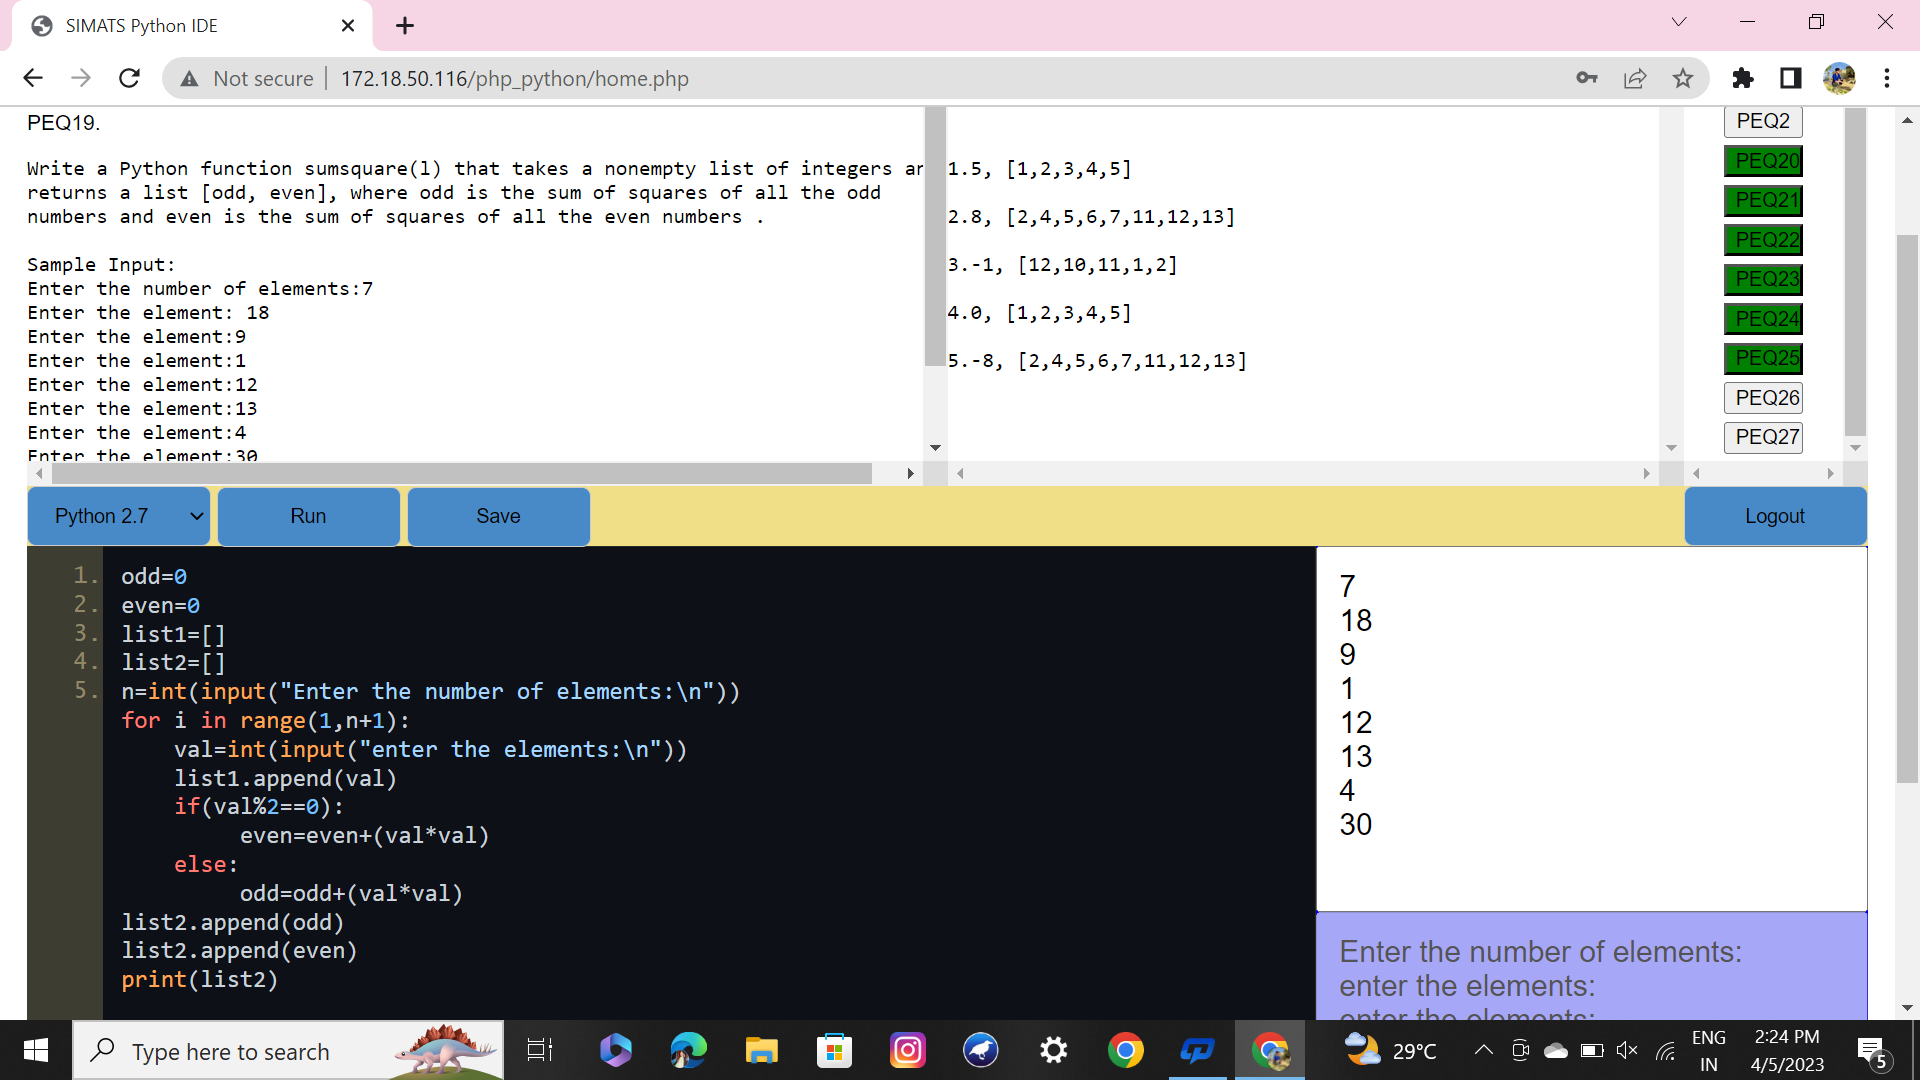 SIMATS Python IDE
Not secure
172.18.50.116/php_python/home.php
PEQ19.
Write a Python function sumsquare(l) that takes a nonempty list of integers ar
returns a list [odd, even], where odd is the sum of squares of all the odd
numbers and even is the sum of squares of all the even numbers .
Sample Input:
Enter the number of elements:7
Enter the element: 18
Enter the element:9
Enter the element:1
Enter the element:12
Enter the element:13
Enter the element:4
Enter the element:30
1.5, [1,2,3,4,5]
2.8, [2,4,5,6,7,11,12,13]
3.-1, [12,10,11,1,2]
4.0, [1,2,3,4,5]
5.-8, [2,4,5,6,7,11,12,13]
PEQ2
PEQ20
PEQ21
PEQ22
PEQ23
PEQ24
PEQ25
PEQ26
PEQ27
Python 2.7
Run
Save
Logout
1. odd=0
2. even=0
3. list1=[]
4. list2=[]
5. n=int(input("Enter the number of elements:\n"))
for i in range(1,n+1):
val=int(input("enter the elements:\n"))
list1.append(val)
if(val%2==0):
even=even+(val*val)
else:
odd=odd+(val*val)
list2.append(odd)
list2.append(even)
print(list2)
7
18
9
1
12
13
4
30
Enter the number of elements:
enter the elements:
enter the elements:
Type here to search
29°C
ENG
IN
2:24 PM
4/5/2023
5